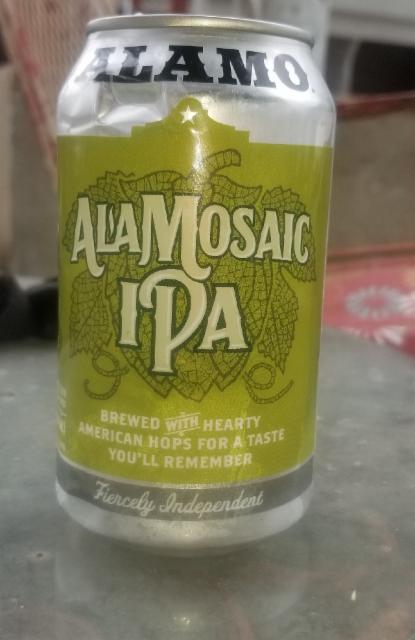 ALAMO
ALAMOSAIC
IPA
BREWED WITH HEARTY
AMERICAN HOPS FOR A TASTE
YOU'LL REMEMBER
Fiercely Independent